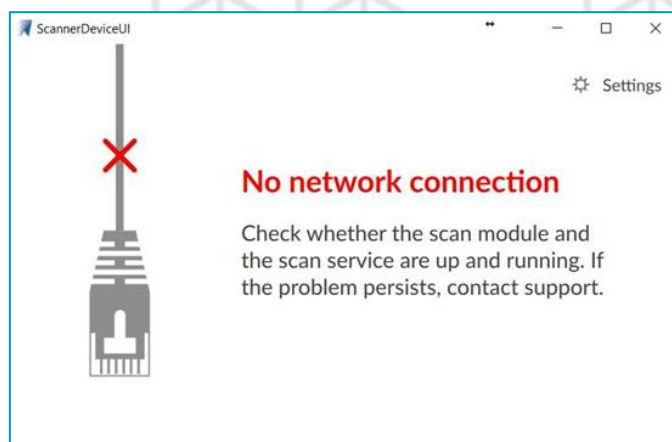 ScannerDeviceUI
Settings
No network connection
Check whether the scan module and
the scan service are up and running. If
the problem persists, contact support.